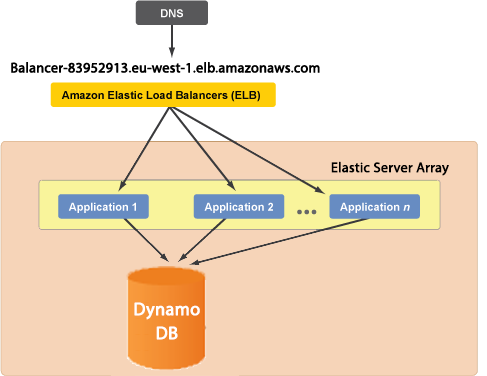 DNS
Balancer-83952913.eu-west-1.elb.amazonaws.com
Amazon Elastic Load Balancers (ELB)
Elastic Server Array
Application 1
Application 2
...
Application n
Dynamo
DB